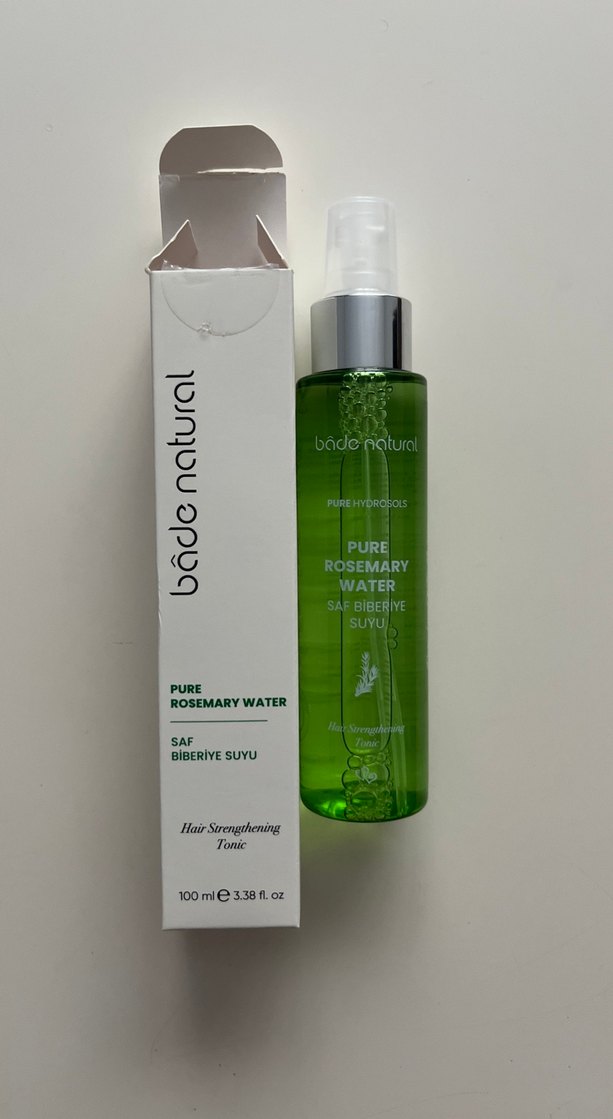 bâde natural
PURE
ROSEMARY WATER
SAF
BİBERİYE SUYU
Hair Strengthening
Tonic
100 ml ℮ 3.38 fl. oz
bâde natural
PURE HYDROSOLS
PURE
ROSEMARY
WATER
SAF BİBERİYE
SUYU
Hair Strengthening
Tonic